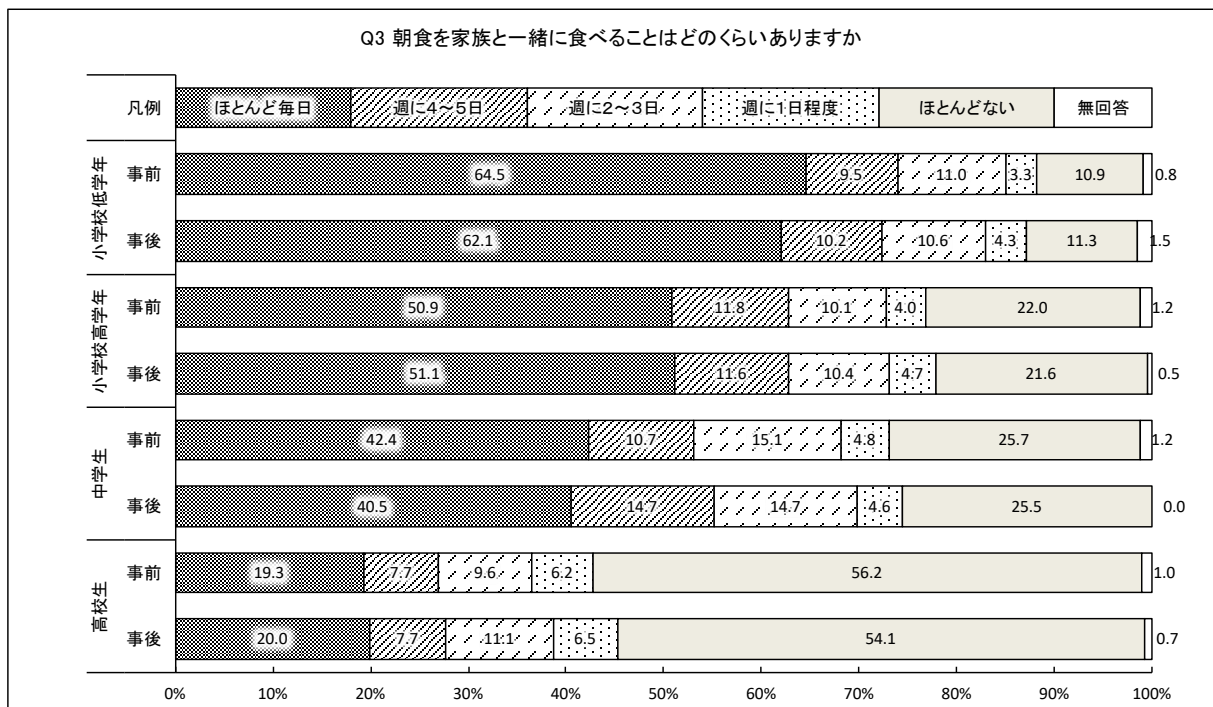 Q3 朝食を家族と一緒に食べることはどのくらいありますか
凡例 ほとんど毎日 週に4～5日 週に2～3日 週に1日程度 ほとんどない 無回答
小学校低学年
事前 64.5 9.5 11.0 3.3 10.9 0.8
事後 62.1 10.2 10.6 4.3 11.3 1.5
小学校高学年
事前 50.9 11.8 10.1 4.0 22.0 1.2
事後 51.1 11.6 10.4 4.7 21.6 0.5
中学生
事前 42.4 10.7 15.1 4.8 25.7 1.2
事後 40.5 14.7 14.7 4.6 25.5 0.0
高校生
事前 19.3 7.7 9.6 6.2 56.2 1.0
事後 20.0 7.7 11.1 6.5 54.1 0.7
0% 10% 20% 30% 40% 50% 60% 70% 80% 90% 100%